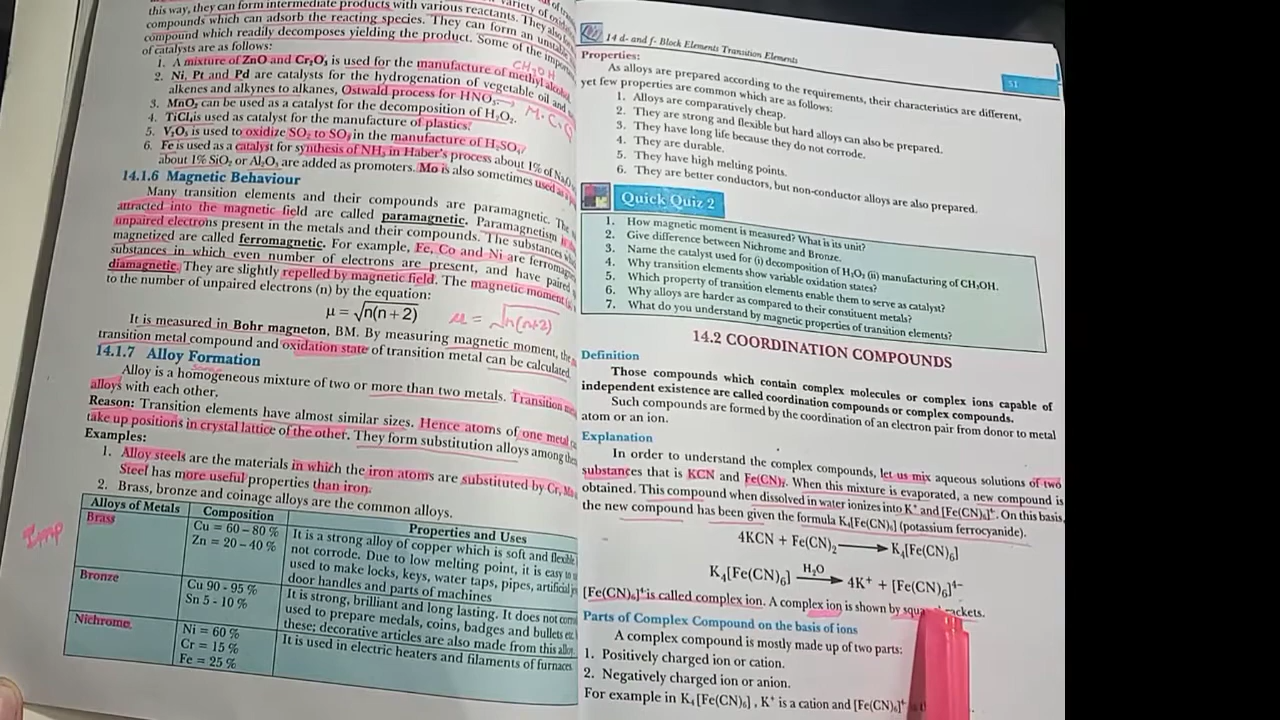 this way, they can form intermediate products with various reactants. They also
compounds which can adsorb the reacting species. They can form an unstable
compound which readily decomposes yielding the product. Some of the important
of catalysts are as follows:
1. A mixture of ZnO and Cr₂O₃ is used for the manufacture of methyl alcohol
CH₃OH
2. Ni, Pt and Pd are catalysts for the hydrogenation of vegetable oil and
alkenes and alkynes to alkanes, Ostwald process for HNO₃.
3. MnO₂ can be used as a catalyst for the decomposition of H₂O₂.
4. TiCl₄ is used as catalyst for the manufacture of plastics.
5. V₂O₅ is used to oxidize SO₂ to SO₃ in the manufacture of H₂SO₄.
6. Fe is used as a catalyst for synthesis of NH₃ in Haber's process about 1% of
about 1% SiO₂ or Al₂O₃ are added as promoters. Mo is also sometimes used as a
14.1.6 Magnetic Behaviour
Many transition elements and their compounds are paramagnetic. The
attracted into the magnetic field are called paramagnetic. Paramagnetism
unpaired electrons present in the metals and their compounds. The substances
magnetized are called ferromagnetic. For example, Fe, Co and Ni are
substances in which even number of electrons are present, and have paired
diamagnetic. They are slightly repelled by magnetic field. The magnetic moment
to the number of unpaired electrons (n) by the equation:
μ = √n(n + 2) μ = √n(n+2)
It is measured in Bohr magneton, BM. By measuring magnetic moment, the
transition metal compound and oxidation state of transition metal can be calculated.
14.1.7 Alloy Formation
Alloy is a homogeneous mixture of two or more than two metals. Transition
alloys with each other.
Reason: Transition elements have almost similar sizes. Hence atoms of one metal
take up positions in crystal lattice of the other. They form substitution alloys among
Examples:
1. Alloy steels are the materials in which the iron atoms are substituted by Cr,
Steel has more useful properties than iron.
2. Brass, bronze and coinage alloys are the common alloys.
Imp
Alloys of Metals Composition Properties and Uses
Brass Cu = 60 – 80 % It is a strong alloy of copper which is soft and flexible
Zn = 20 – 40 % not corrode. Due to low melting point, it is easy to
used to make locks, keys, water taps, pipes, artificial
door handles and parts of machines
Bronze Cu 90 - 95 % It is strong, brilliant and long lasting. It does not
Sn 5 - 10 % used to prepare medals, coins, badges and bullets etc.
these; decorative articles are also made from this alloy.
Nichrome. Ni = 60 % It is used in electric heaters and filaments of furnaces.
Cr = 15 %
Fe = 25 %
14 d- and f- Block Elements Transition Elements
51
Properties:
As alloys are prepared according to the requirements, their characteristics are different,
yet few properties are common which are as follows:
1. Alloys are comparatively cheap.
2. They are strong and flexible but hard alloys can also be prepared.
3. They have long life because they do not corrode.
4. They are durable.
5. They have high melting points.
6. They are better conductors, but non-conductor alloys are also prepared.
Quick Quiz 2
1. How magnetic moment is measured? What is its unit?
2. Give difference between Nichrome and Bronze.
3. Name the catalyst used for (i) decomposition of H₂O₂ (ii) manufacturing of CH₃OH.
4. Why transition elements show variable oxidation states?
5. Which property of transition elements enable them to serve as catalyst?
6. Why alloys are harder as compared to their constituent metals?
7. What do you understand by magnetic properties of transition elements?
14.2 COORDINATION COMPOUNDS
Definition
Those compounds which contain complex molecules or complex ions capable of
independent existence are called coordination compounds or complex compounds.
Such compounds are formed by the coordination of an electron pair from donor to metal
atom or an ion.
Explanation
In order to understand the complex compounds, let us mix aqueous solutions of two
substances that is KCN and Fe(CN)₂. When this mixture is evaporated, a new compound is
obtained. This compound when dissolved in water ionizes into K⁺ and [Fe(CN)₆]⁴⁻. On this basis,
the new compound has been given the formula K₄[Fe(CN)₆] (potassium ferrocyanide).
4KCN + Fe(CN)₂ ⟶ K₄[Fe(CN)₆]
K₄[Fe(CN)₆] H₂O⟶ 4K⁺ + [Fe(CN)₆]⁴⁻
[Fe(CN)₆]⁴⁻ is called complex ion. A complex ion is shown by
Parts of Complex Compound on the basis of ions
A complex compound is mostly made up of two parts:
1. Positively charged ion or cation.
2. Negatively charged ion or anion.
For example in K₄ [Fe(CN)₆] , K⁺ is a cation and [Fe(CN)₆]⁴⁻